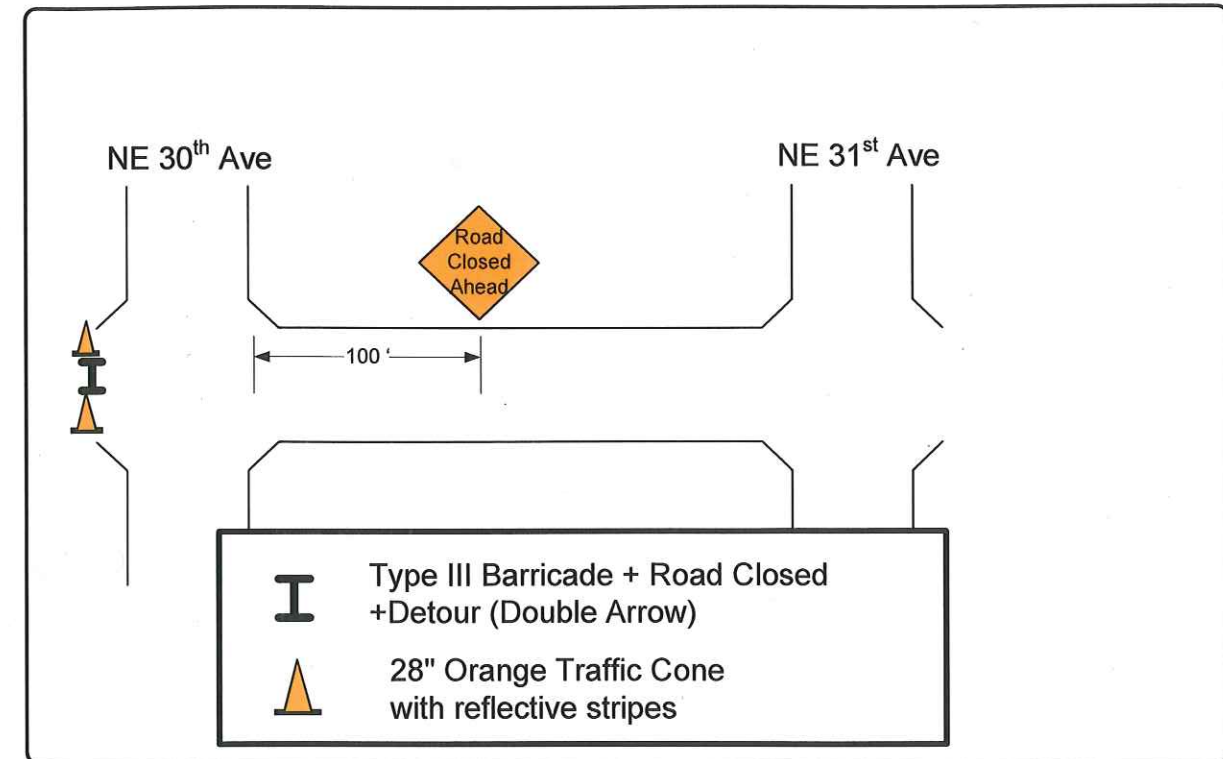 NE 30th Ave
NE 31st Ave
Road
Closed
Ahead
100 '
Type III Barricade + Road Closed
+Detour (Double Arrow)
28" Orange Traffic Cone
with reflective stripes